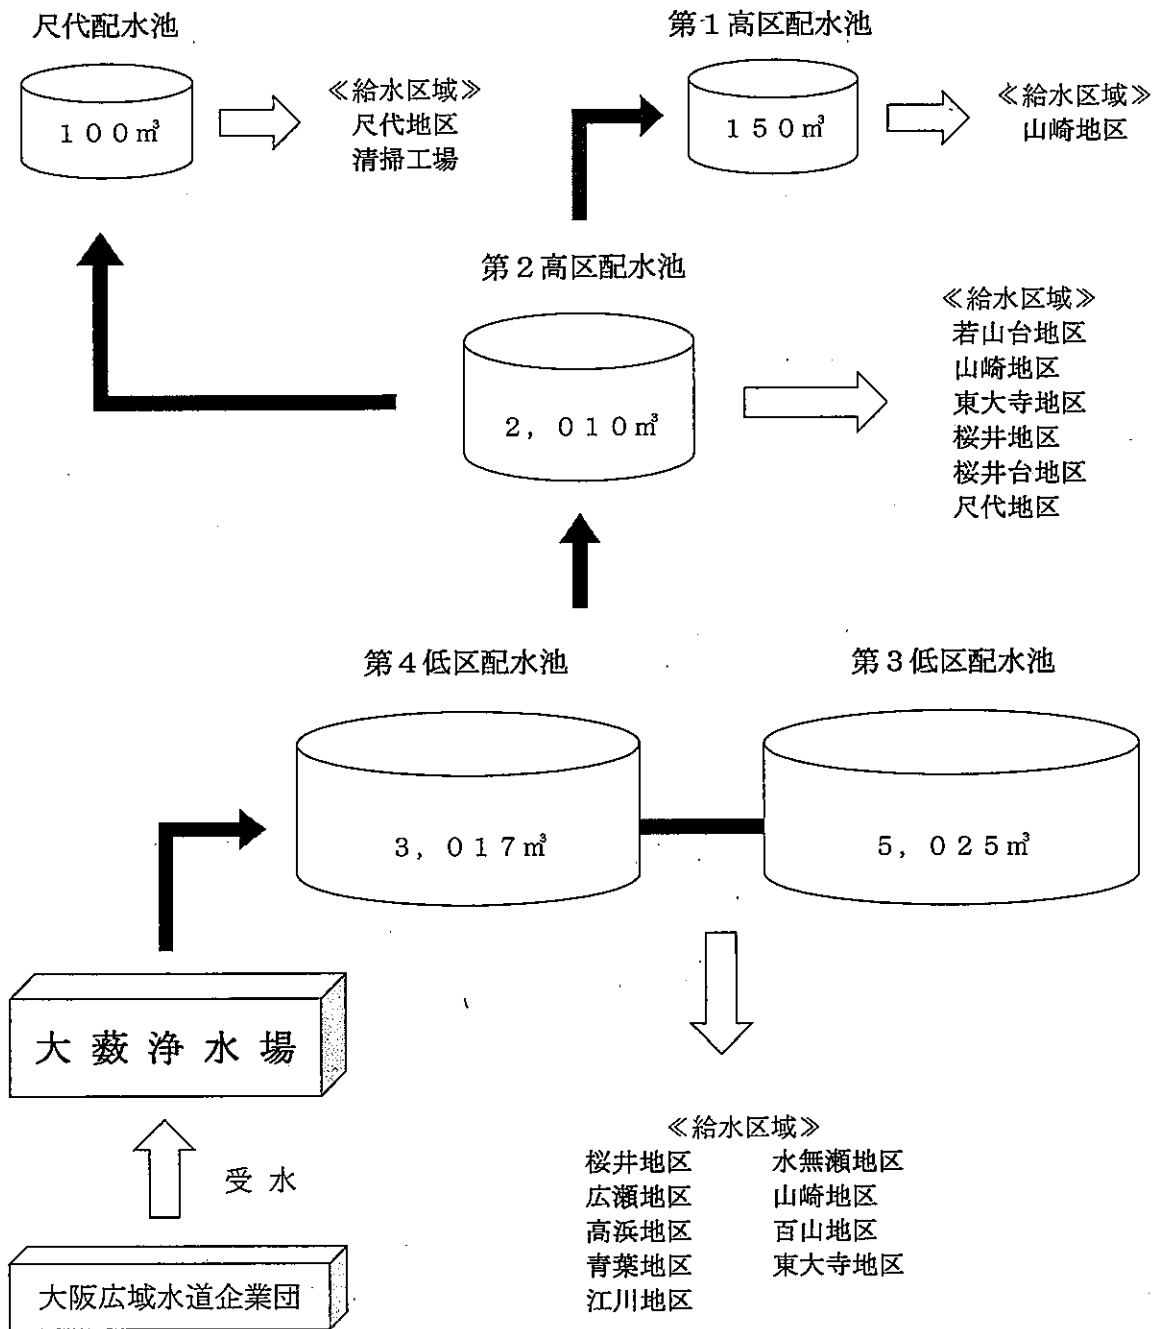 尺代配水池
100㎥
≪給水区域≫
尺代地区
清掃工場
第1高区配水池
150㎥
≪給水区域≫
山崎地区
第2高区配水池
2,010㎥
≪給水区域≫
若山台地区
山崎地区
東大寺地区
桜井地区
桜井台地区
尺代地区
第4低区配水池
3,017㎥
第3低区配水池
5,025㎥
大薮浄水場
受水
大阪広域水道企業団
≪給水区域≫
桜井地区 水無瀬地区
広瀬地区 山崎地区
高浜地区 百山地区
青葉地区 東大寺地区
江川地区